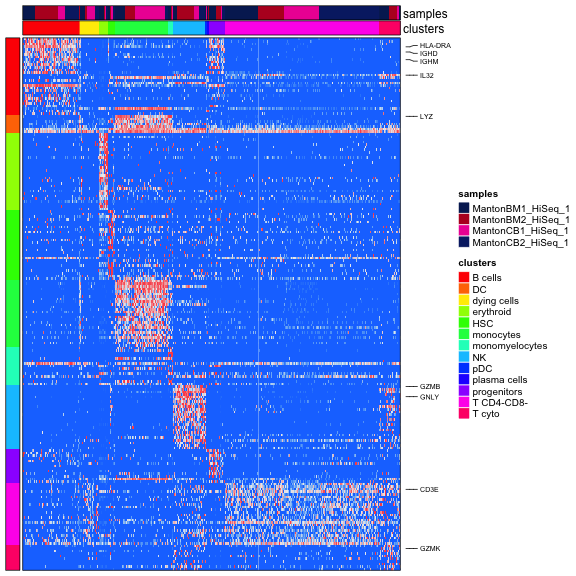 samples
clusters
HLA-DRA
IGHD
IGHM
IL32
LYZ
GZMB
GNLY
CD3E
GZMK
samples
MantonBM1_HiSeq_1
MantonBM2_HiSeq_1
MantonCB1_HiSeq_1
MantonCB2_HiSeq_1
clusters
B cells
DC
dying cells
erythroid
HSC
monocytes
monomyelocytes
NK
pDC
plasma cells
progenitors
T CD4-CD8-
T cyto